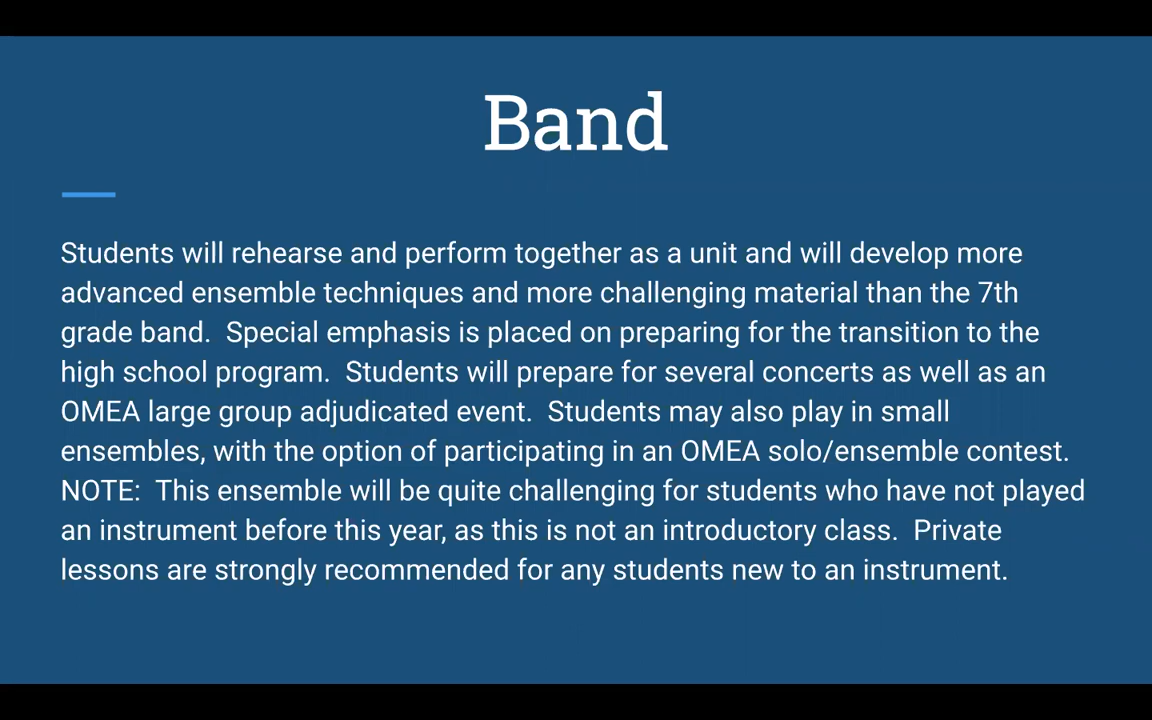 Band
Students will rehearse and perform together as a unit and will develop more
advanced ensemble techniques and more challenging material than the 7th
grade band.  Special emphasis is placed on preparing for the transition to the
high school program.  Students will prepare for several concerts as well as an
OMEA large group adjudicated event.  Students may also play in small
ensembles, with the option of participating in an OMEA solo/ensemble contest.
NOTE:  This ensemble will be quite challenging for students who have not played
an instrument before this year, as this is not an introductory class.  Private
lessons are strongly recommended for any students new to an instrument.